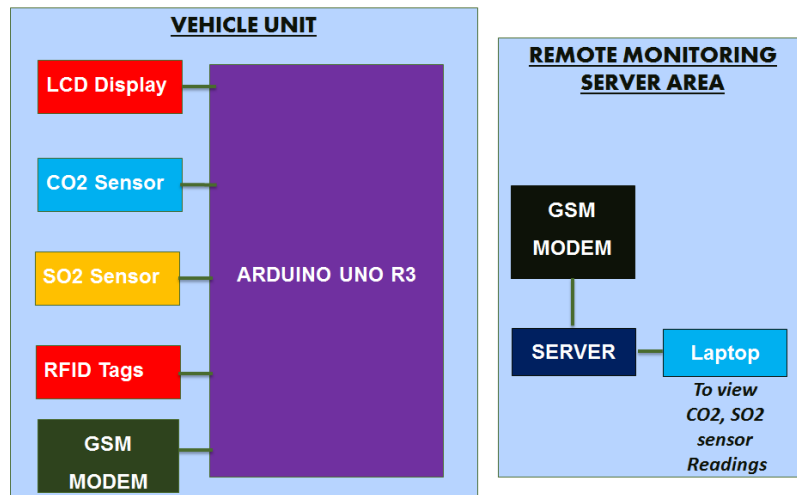 VEHICLE UNIT
LCD Display
CO2 Sensor
SO2 Sensor
RFID Tags
GSM
MODEM
ARDUINO UNO R3
REMOTE MONITORING
SERVER AREA
GSM
MODEM
SERVER
Laptop
To view
CO2, SO2
sensor
Readings